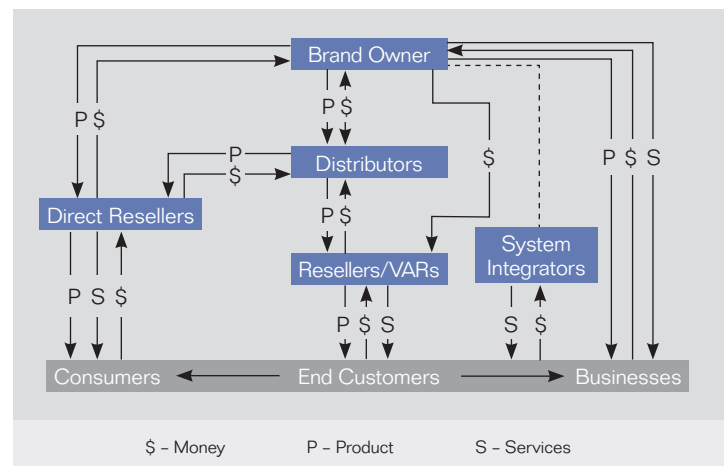 Brand Owner
P $
P $
P
$
$
P $ S
Distributors
Direct Resellers
P $
System
Integrators
Resellers/VARs
P S $
P $ S
S $
Consumers
End Customers
Businesses
$ – Money
P – Product
S – Services